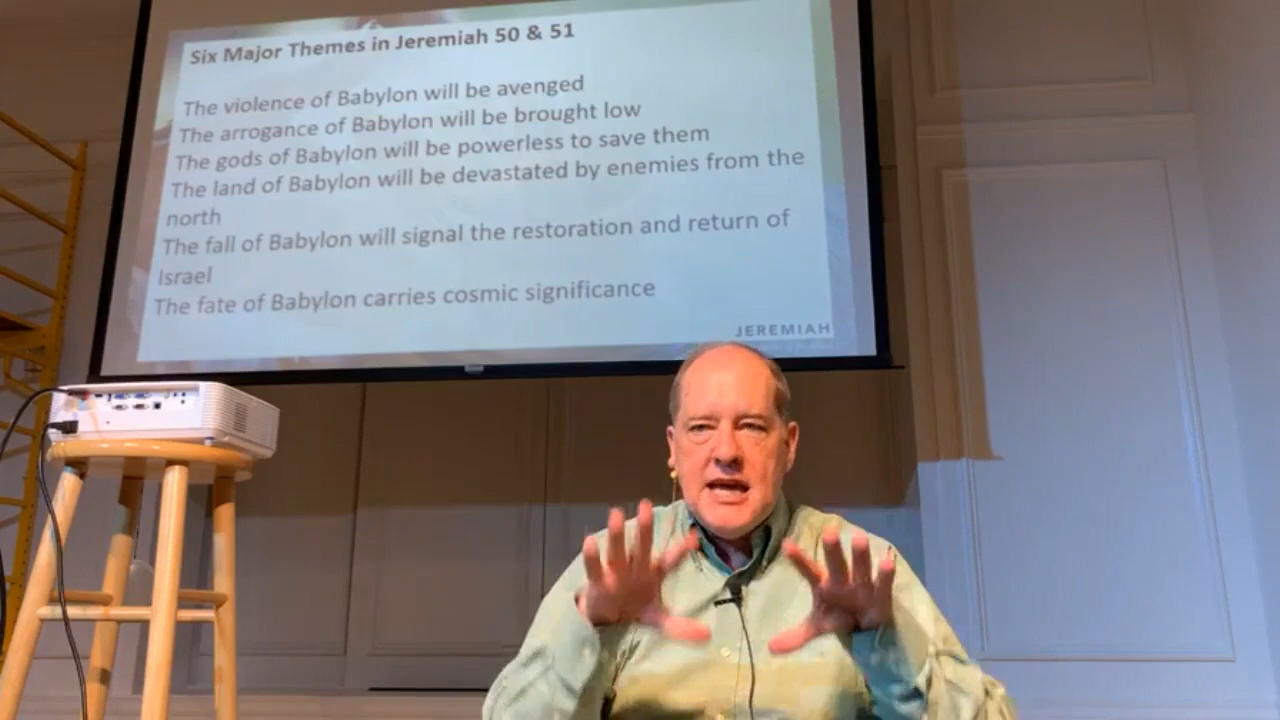 Six Major Themes in Jeremiah 50 & 51
The violence of Babylon will be avenged
The arrogance of Babylon will be brought low
The gods of Babylon will be powerless to save them
The land of Babylon will be devastated by enemies from the
north
The fall of Babylon will signal the restoration and return of
Israel
The fate of Babylon carries cosmic significance
JEREMIAH